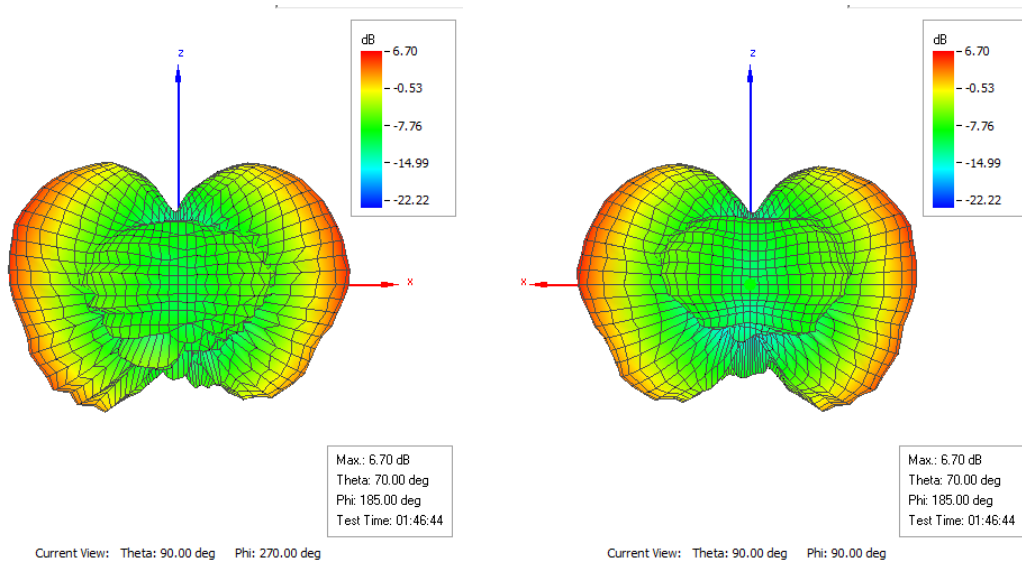 dB
6.70
-0.53
-7.76
-14.99
-22.22
z
x
Max.: 6.70 dB
Theta: 70.00 deg
Phi: 185.00 deg
Test Time: 01:46:44
Current View: Theta: 90.00 deg Phi: 270.00 deg
dB
6.70
-0.53
-7.76
-14.99
-22.22
z
x
Max.: 6.70 dB
Theta: 70.00 deg
Phi: 185.00 deg
Test Time: 01:46:44
Current View: Theta: 90.00 deg Phi: 90.00 deg